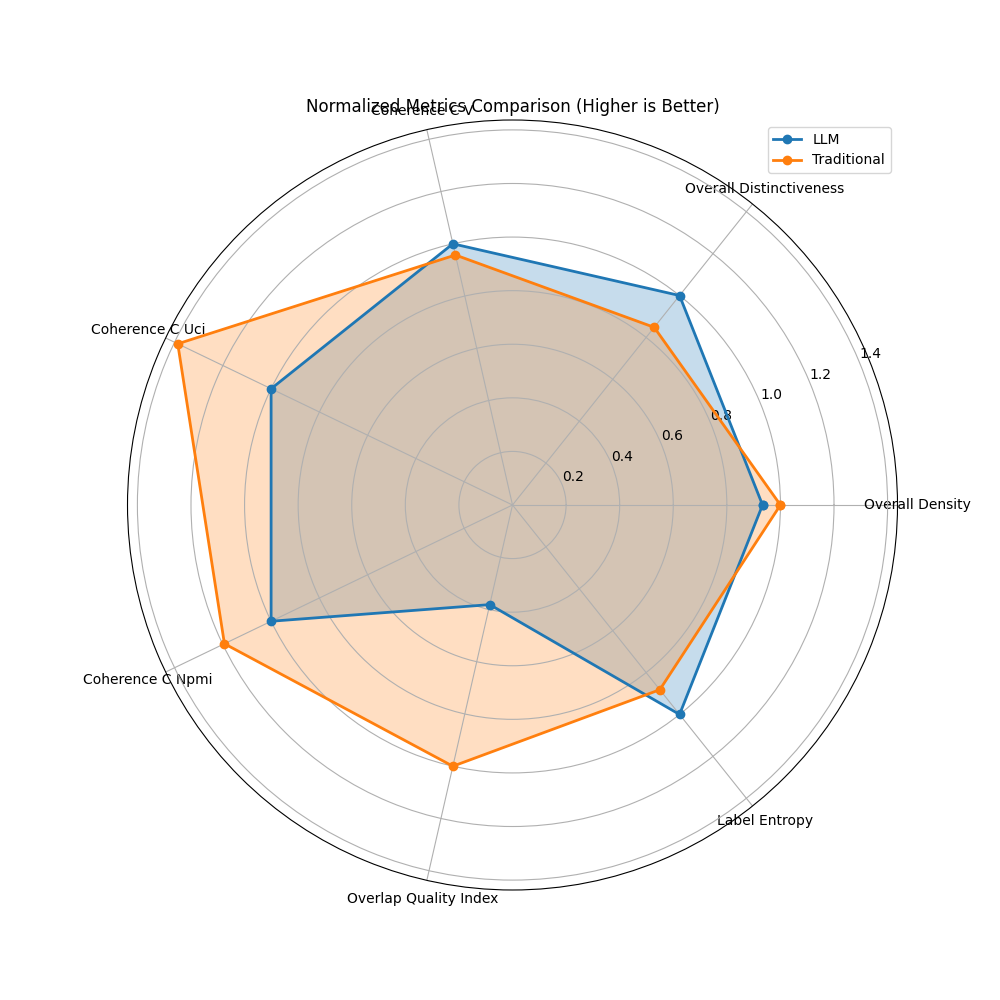 Normalized Metrics Comparison (Higher is Better)
Coherence C V
LLM
Traditional
Overall Distinctiveness
Coherence C Uci
1.4
1.2
1.0
0.8
0.6
0.4
0.2
Overall Density
Coherence C Npmi
Label Entropy
Overlap Quality Index